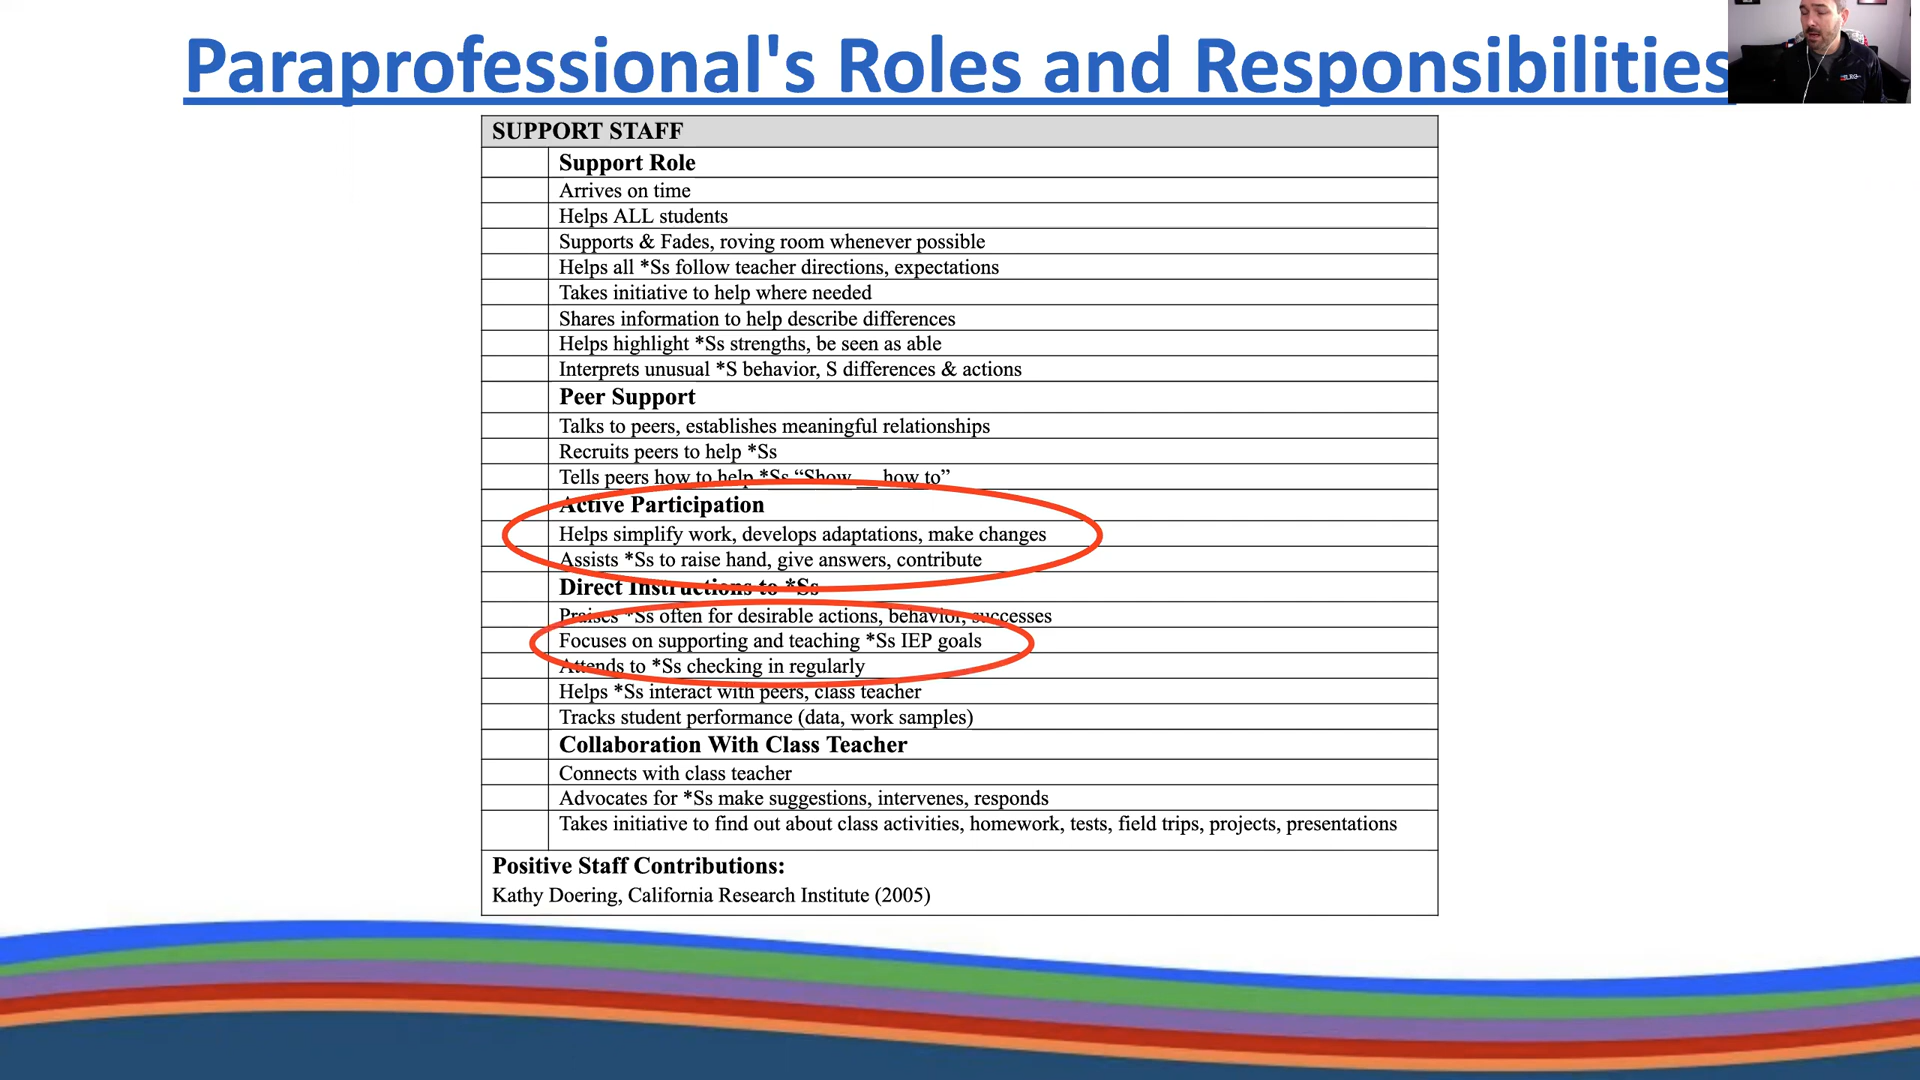 Paraprofessional's Roles and Responsibilities
SUPPORT STAFF
Support Role
Arrives on time
Helps ALL students
Supports & Fades, roving room whenever possible
Helps all *Ss follow teacher directions, expectations
Takes initiative to help where needed
Shares information to help describe differences
Helps highlight *Ss strengths, be seen as able
Interprets unusual *S behavior, S differences & actions
Peer Support
Talks to peers, establishes meaningful relationships
Recruits peers to help *Ss
Tells peers how to help *Ss “Show __ how to”
Active Participation
Helps simplify work, develops adaptations, make changes
Assists *Ss to raise hand, give answers, contribute
Direct Instructions to *Ss
Praises *Ss often for desirable actions, behavior, successes
Focuses on supporting and teaching *Ss IEP goals
Attends to *Ss checking in regularly
Helps *Ss interact with peers, class teacher
Tracks student performance (data, work samples)
Collaboration With Class Teacher
Connects with class teacher
Advocates for *Ss make suggestions, intervenes, responds
Takes initiative to find out about class activities, homework, tests, field trips, projects, presentations
Positive Staff Contributions:
Kathy Doering, California Research Institute (2005)